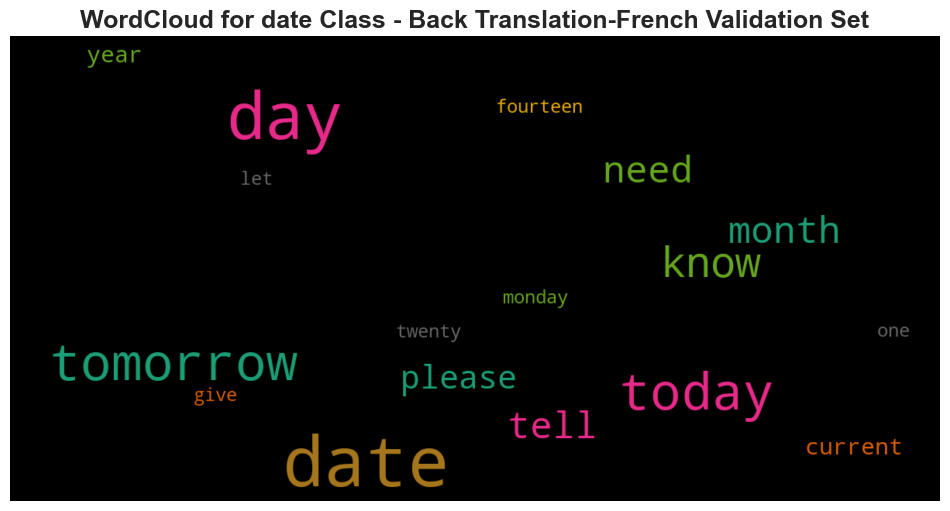 WordCloud for date Class - Back Translation-French Validation Set
year
day
fourteen
need
let
month
know
monday
twenty
one
tomorrow
please
give
today
tell
date
current